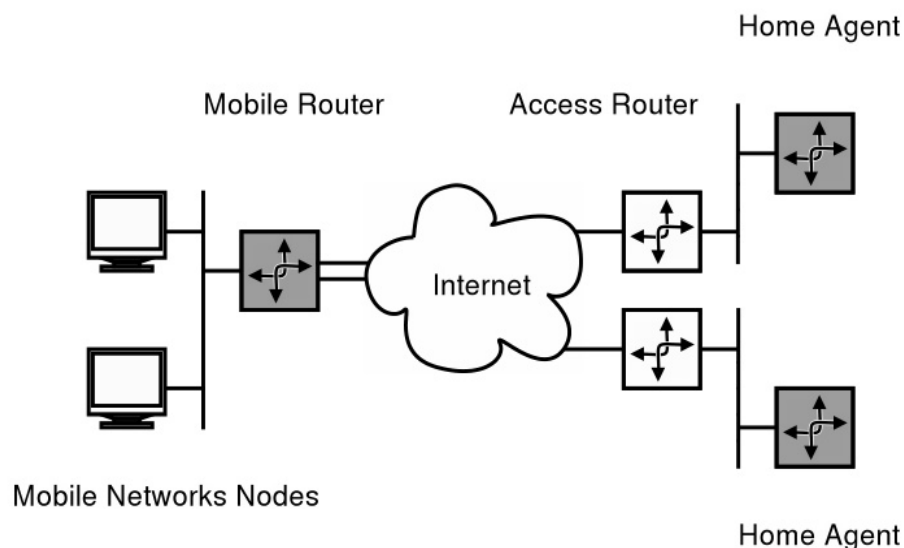 Home Agent
Mobile Router
Access Router
Internet
Mobile Networks Nodes
Home Agent